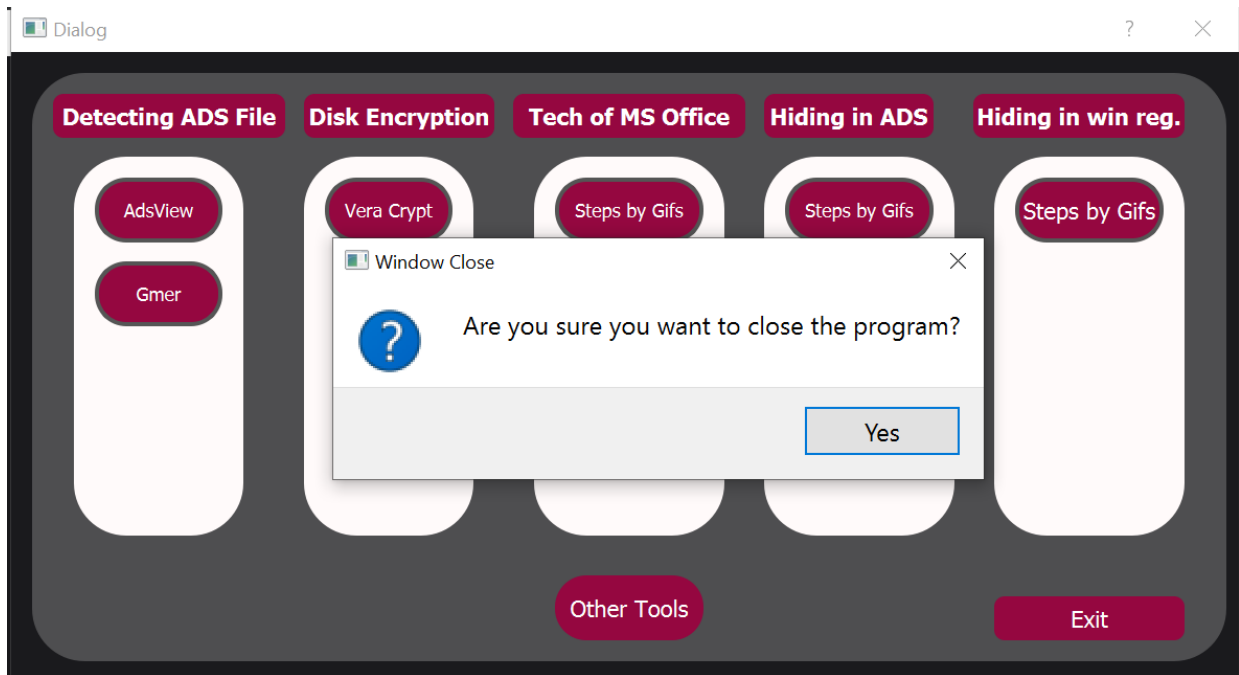 Dialog
Detecting ADS File
Disk Encryption
Tech of MS Office
Hiding in ADS
Hiding in win reg.
AdsView
Vera Crypt
Steps by Gifs
Steps by Gifs
Steps by Gifs
Gmer
Window Close
Are you sure you want to close the program?
Yes
Other Tools
Exit